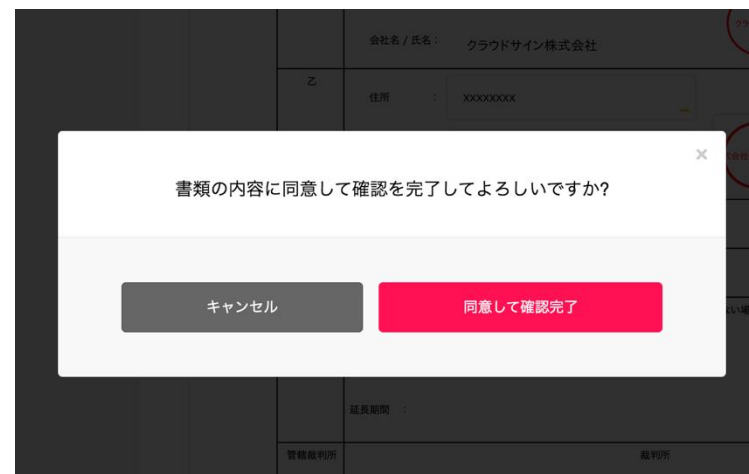 会社名 / 氏名 :
クラウドサイン株式会社
乙
住所 :
xxxxxxxx
×
書類の内容に同意して確認を完了してよろしいですか?
キャンセル
同意して確認完了
延長期間 :
管轄裁判所
裁判所